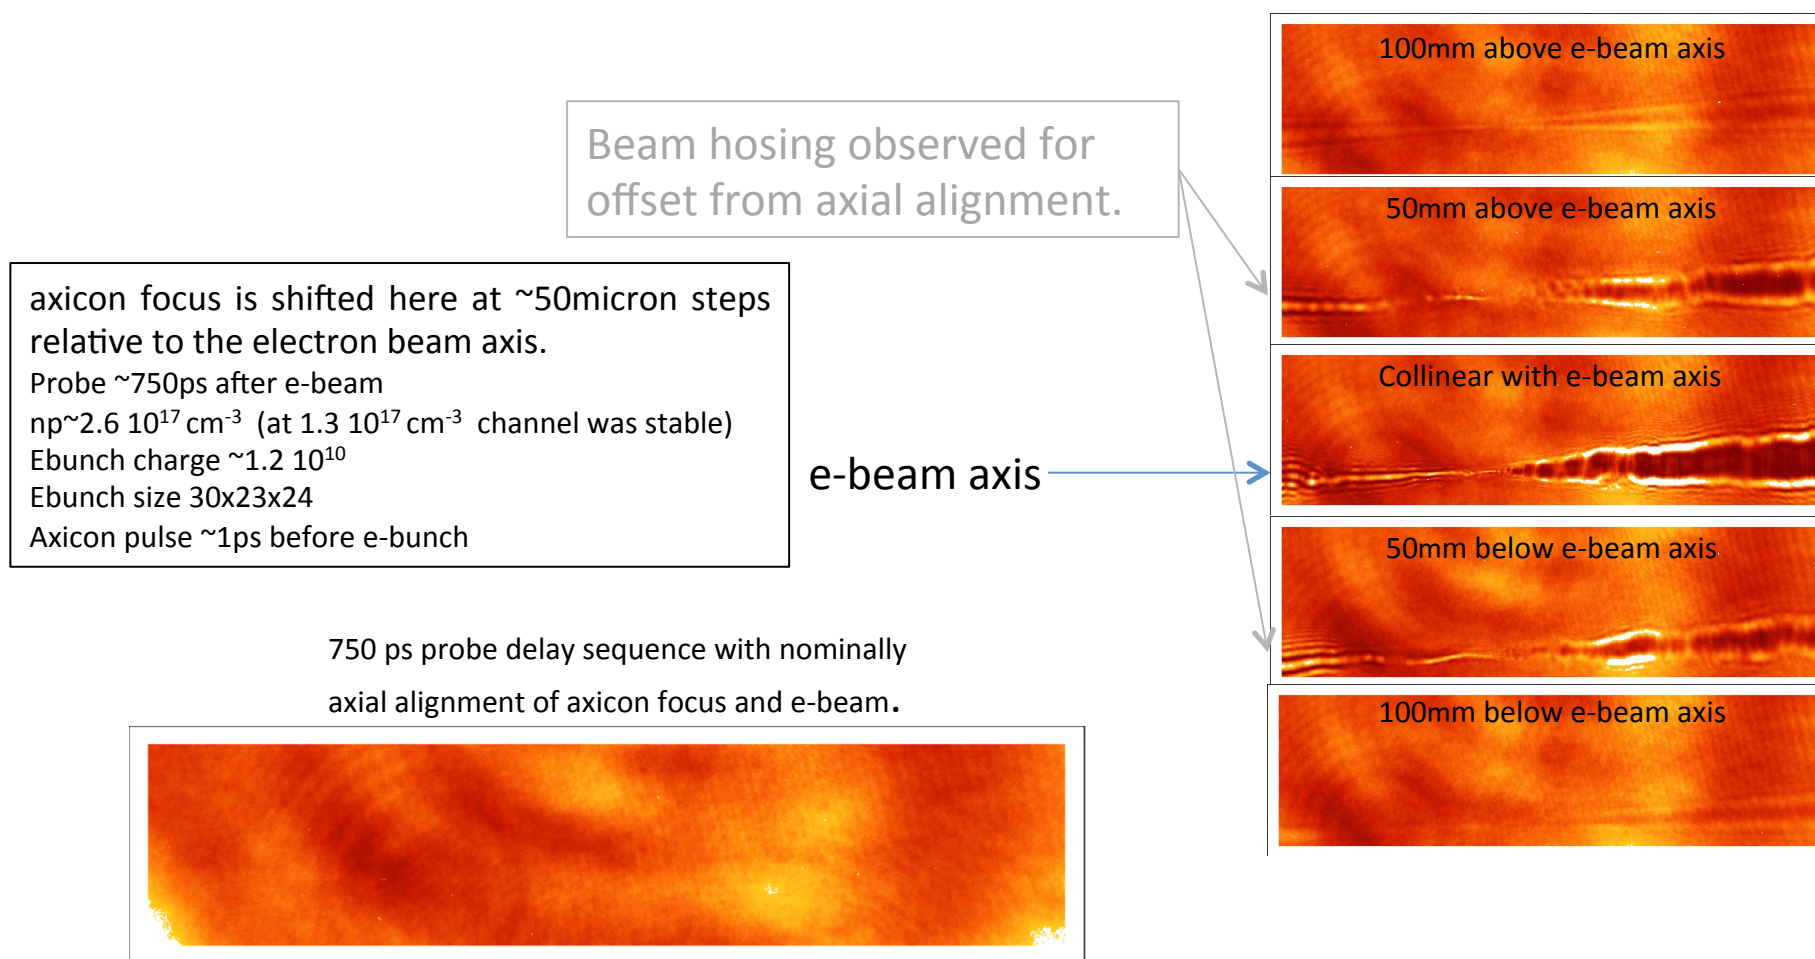 100mm above e-beam axis
Beam hosing observed for
offset from axial alignment.
50mm above e-beam axis
axicon focus is shifted here at ~50micron steps
relative to the electron beam axis.
Probe ~750ps after e-beam
np~2.6 10¹⁷ cm⁻³ (at 1.3 10¹⁷ cm⁻³ channel was stable)
Ebunch charge ~1.2 10¹⁰
Ebunch size 30x23x24
Axicon pulse ~1ps before e-bunch
Collinear with e-beam axis
e-beam axis
50mm below e-beam axis
750 ps probe delay sequence with nominally
axial alignment of axicon focus and e-beam.
100mm below e-beam axis